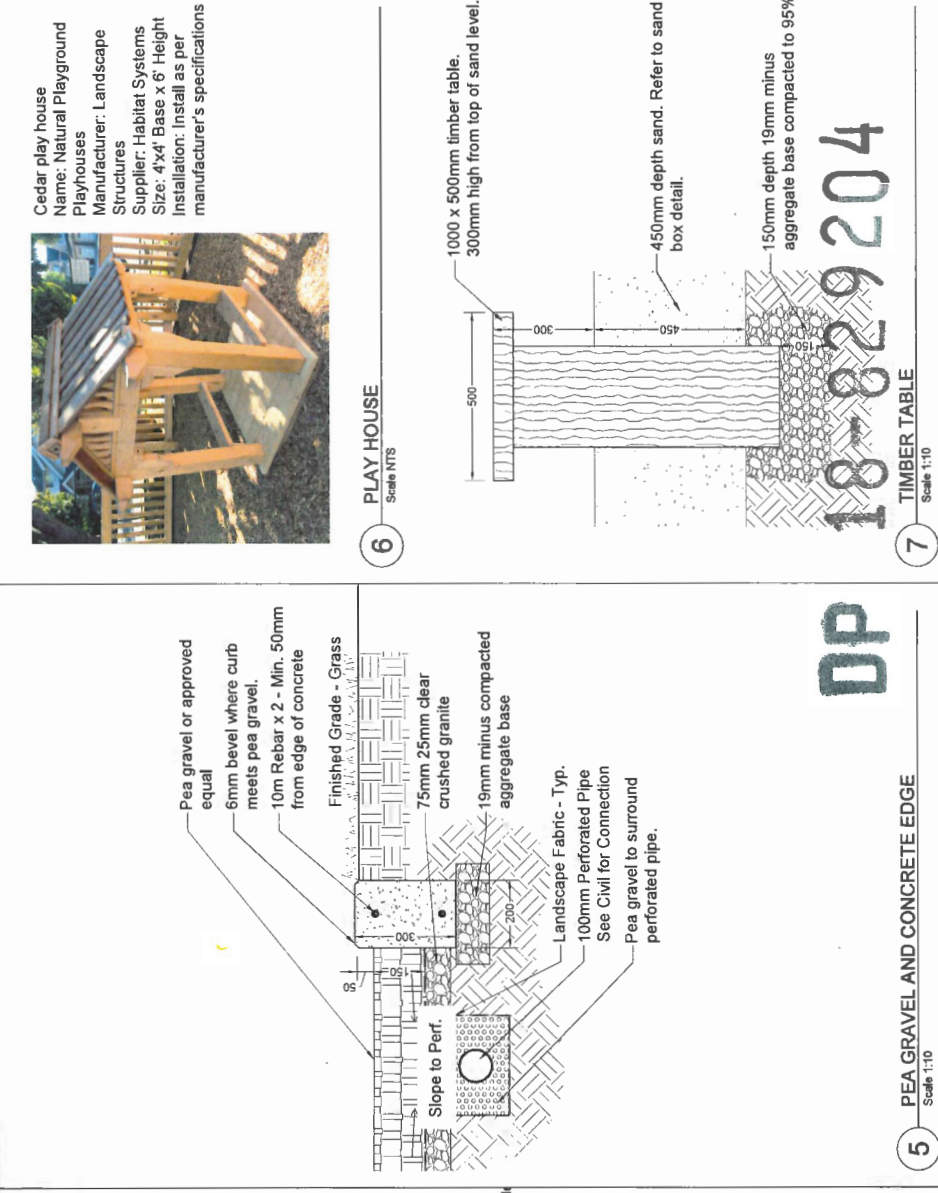 Cedar play house
Name: Natural Playground
Playhouses
Manufacturer: Landscape
Structures
Supplier: Habitat Systems
Size: 4'x4' Base x 6' Height
Installation: Install as per
manufacturer's specifications
6
PLAY HOUSE
Scale NTS
1000 x 500mm timber table.
300mm high from top of sand level.
450mm depth sand. Refer to sand
box detail.
150mm depth 19mm minus
aggregate base compacted to 95%
500
300
450
150
7
TIMBER TABLE
Scale 1:10
18 829204
Pea gravel or approved
equal
6mm bevel where curb
meets pea gravel.
10m Rebar x 2 - Min. 50mm
from edge of concrete
Finished Grade - Grass
75mm 25mm clear
crushed granite
19mm minus compacted
aggregate base
Landscape Fabric - Typ.
100mm Perforated Pipe
See Civil for Connection
Pea gravel to surround
perforated pipe.
50
150
300
200
Slope to Perf.
5
PEA GRAVEL AND CONCRETE EDGE
Scale 1:10
DP